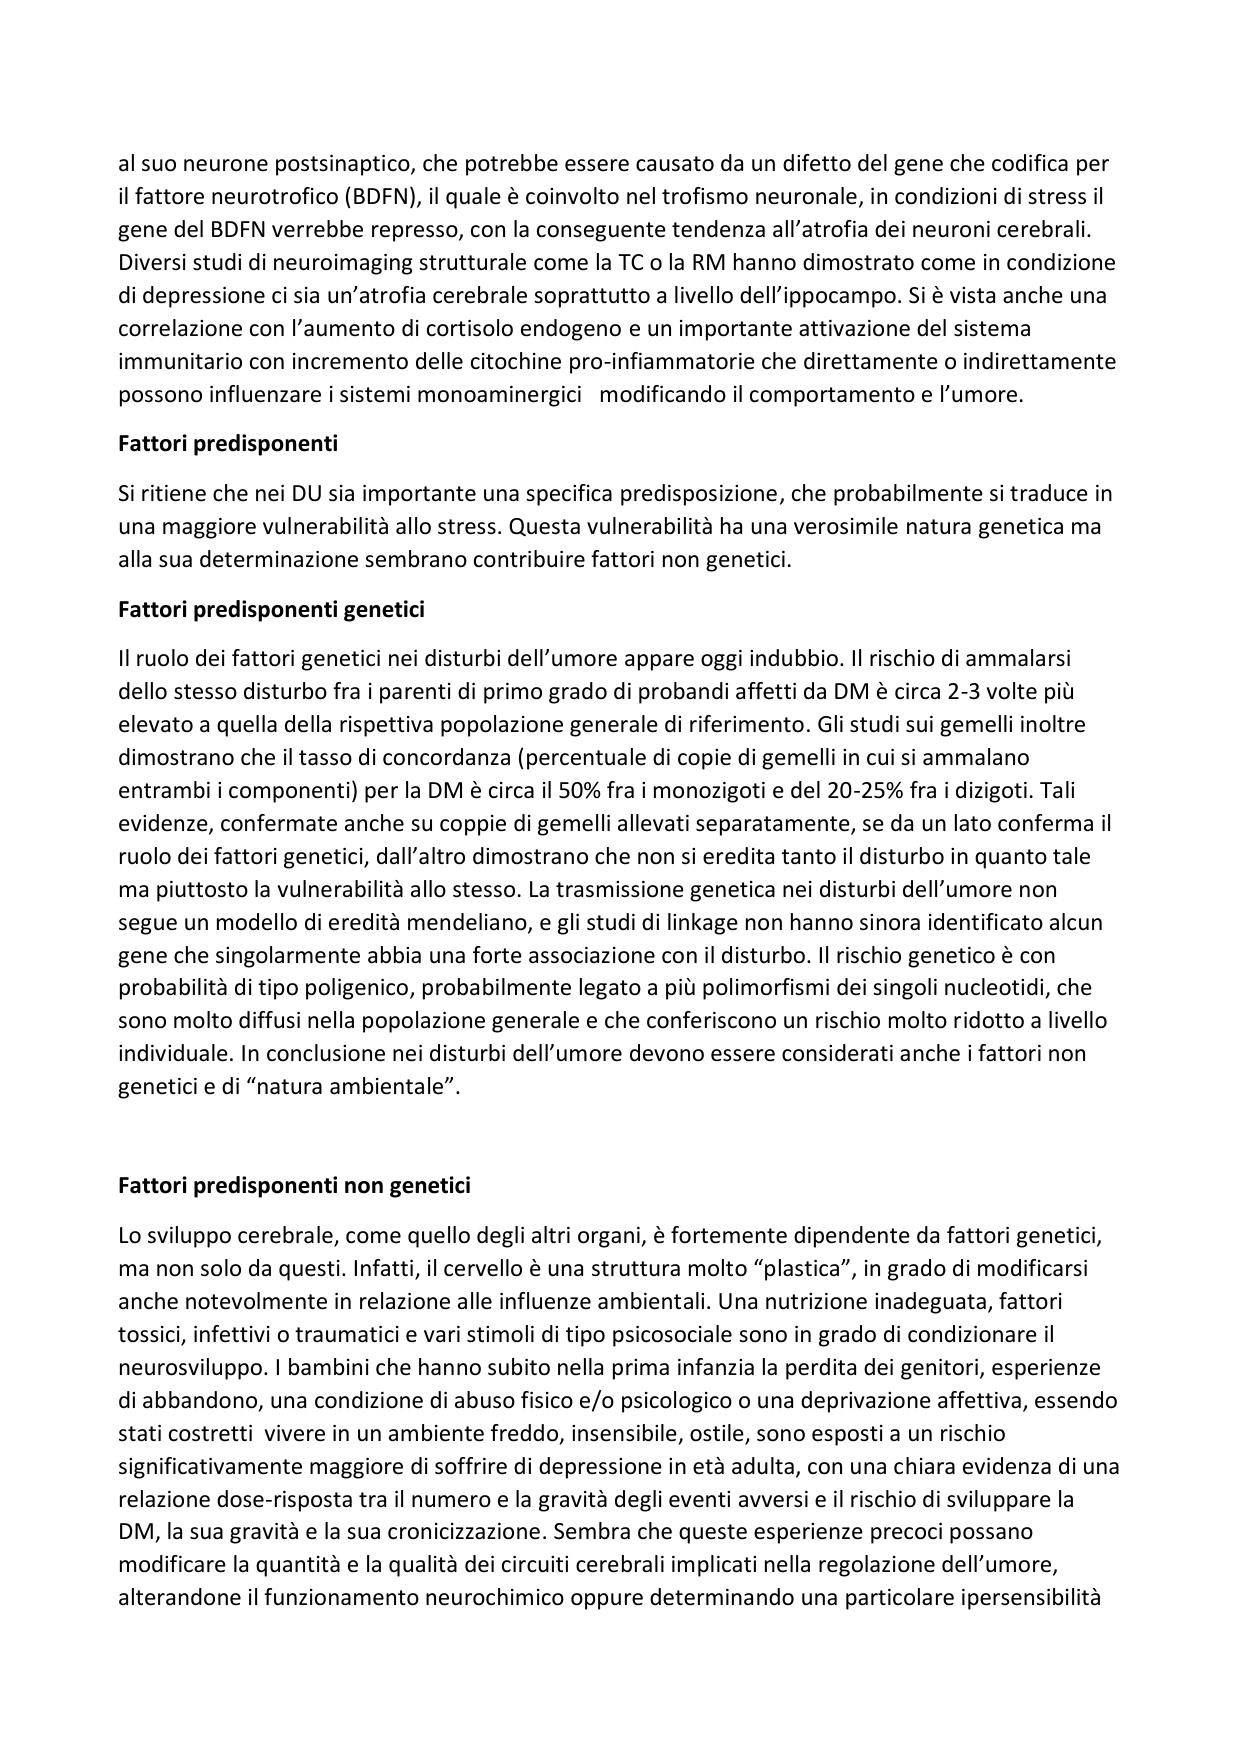 al suo neurone postsinaptico, che potrebbe essere causato da un difetto del gene che codifica per
il fattore neurotrofico (BDFN), il quale è coinvolto nel trofismo neuronale, in condizioni di stress il
gene del BDFN verrebbe represso, con la conseguente tendenza all’atrofia dei neuroni cerebrali.
Diversi studi di neuroimaging strutturale come la TC o la RM hanno dimostrato come in condizione
di depressione ci sia un’atrofia cerebrale soprattutto a livello dell’ippocampo. Si è vista anche una
correlazione con l’aumento di cortisolo endogeno e un importante attivazione del sistema
immunitario con incremento delle citochine pro-infiammatorie che direttamente o indirettamente
possono influenzare i sistemi monoaminergici   modificando il comportamento e l’umore.
Fattori predisponenti
Si ritiene che nei DU sia importante una specifica predisposizione, che probabilmente si traduce in
una maggiore vulnerabilità allo stress. Questa vulnerabilità ha una verosimile natura genetica ma
alla sua determinazione sembrano contribuire fattori non genetici.
Fattori predisponenti genetici
Il ruolo dei fattori genetici nei disturbi dell’umore appare oggi indubbio. Il rischio di ammalarsi
dello stesso disturbo fra i parenti di primo grado di probandi affetti da DM è circa 2-3 volte più
elevato a quella della rispettiva popolazione generale di riferimento. Gli studi sui gemelli inoltre
dimostrano che il tasso di concordanza (percentuale di copie di gemelli in cui si ammalano
entrambi i componenti) per la DM è circa il 50% fra i monozigoti e del 20-25% fra i dizigoti. Tali
evidenze, confermate anche su coppie di gemelli allevati separatamente, se da un lato conferma il
ruolo dei fattori genetici, dall’altro dimostrano che non si eredita tanto il disturbo in quanto tale
ma piuttosto la vulnerabilità allo stesso. La trasmissione genetica nei disturbi dell’umore non
segue un modello di eredità mendeliano, e gli studi di linkage non hanno sinora identificato alcun
gene che singolarmente abbia una forte associazione con il disturbo. Il rischio genetico è con
probabilità di tipo poligenico, probabilmente legato a più polimorfismi dei singoli nucleotidi, che
sono molto diffusi nella popolazione generale e che conferiscono un rischio molto ridotto a livello
individuale. In conclusione nei disturbi dell’umore devono essere considerati anche i fattori non
genetici e di “natura ambientale”.
Fattori predisponenti non genetici
Lo sviluppo cerebrale, come quello degli altri organi, è fortemente dipendente da fattori genetici,
ma non solo da questi. Infatti, il cervello è una struttura molto “plastica”, in grado di modificarsi
anche notevolmente in relazione alle influenze ambientali. Una nutrizione inadeguata, fattori
tossici, infettivi o traumatici e vari stimoli di tipo psicosociale sono in grado di condizionare il
neurosviluppo. I bambini che hanno subito nella prima infanzia la perdita dei genitori, esperienze
di abbandono, una condizione di abuso fisico e/o psicologico o una deprivazione affettiva, essendo
stati costretti  vivere in un ambiente freddo, insensibile, ostile, sono esposti a un rischio
significativamente maggiore di soffrire di depressione in età adulta, con una chiara evidenza di una
relazione dose-risposta tra il numero e la gravità degli eventi avversi e il rischio di sviluppare la
DM, la sua gravità e la sua cronicizzazione. Sembra che queste esperienze precoci possano
modificare la quantità e la qualità dei circuiti cerebrali implicati nella regolazione dell’umore,
alterandone il funzionamento neurochimico oppure determinando una particolare ipersensibilità